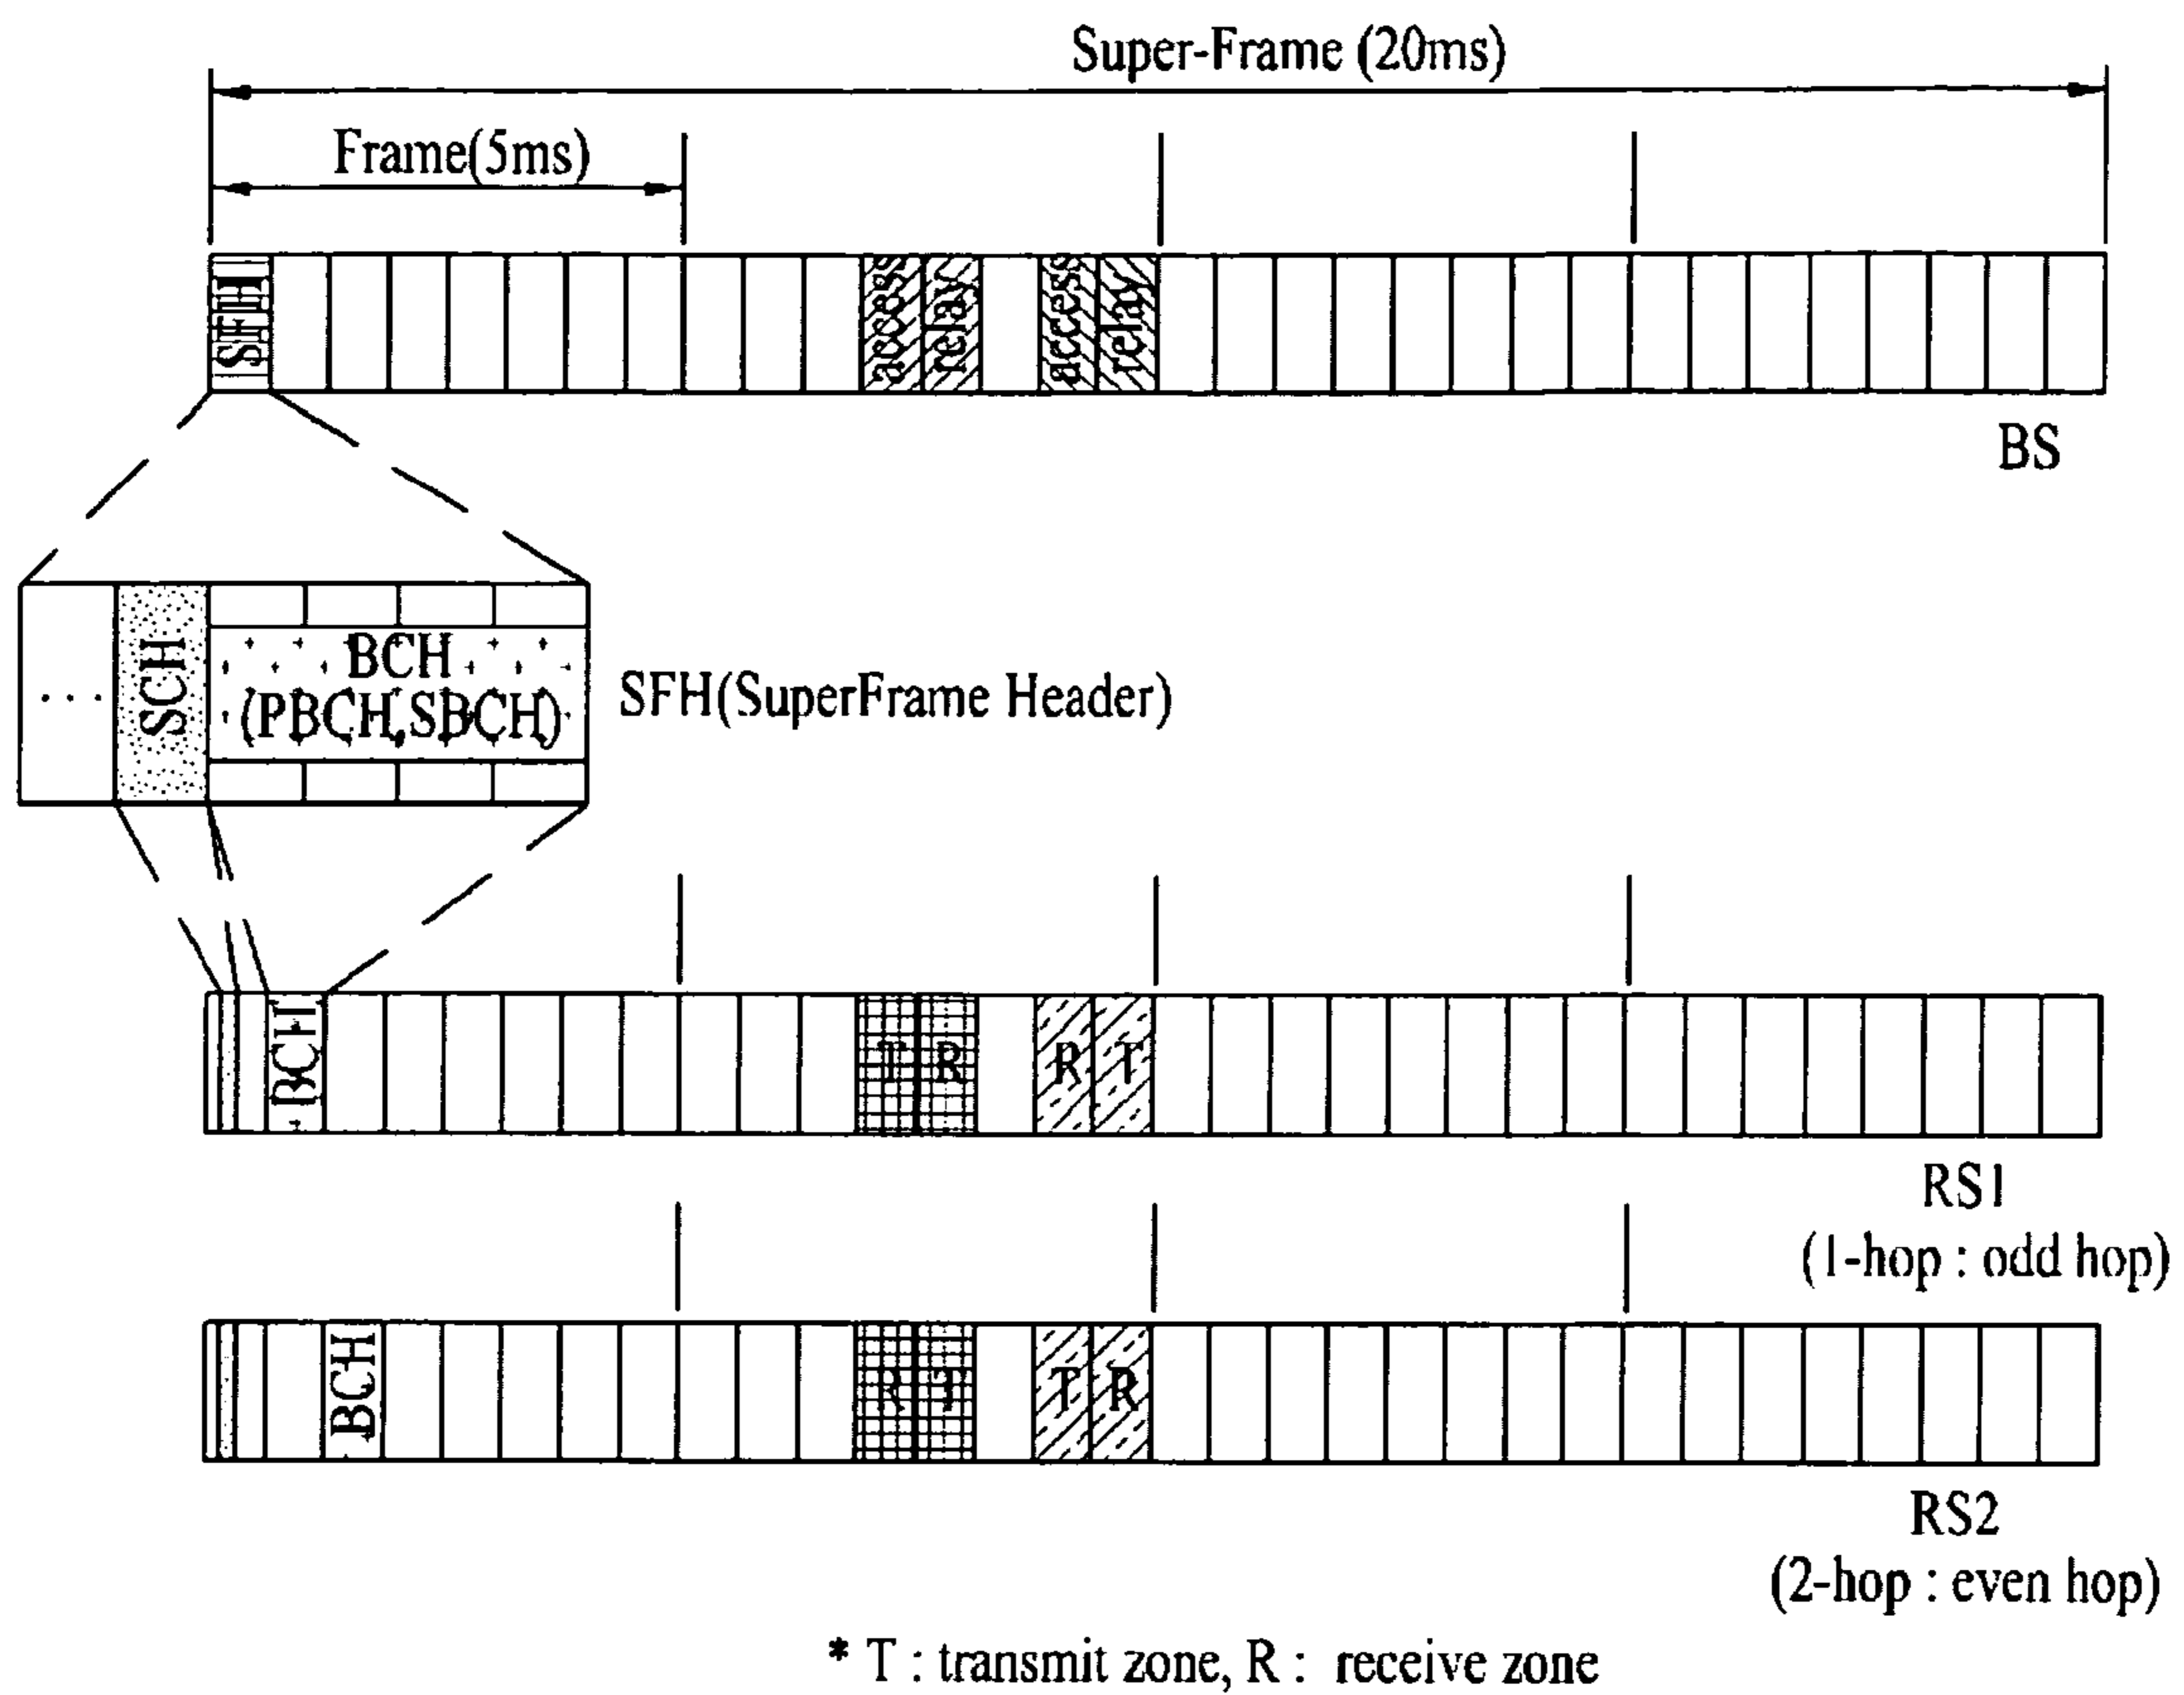 Super-Frame (20ms)
Frame(5ms)
SFH
access
relay
access
relay
BS
...
SCH
BCH
(PBCH,SBCH)
SFH(SuperFrame Header)
BCH
T
R
R
T
RS1
(1-hop : odd hop)
BCH
R
T
T
R
RS2
(2-hop : even hop)
* T : transmit zone, R : receive zone